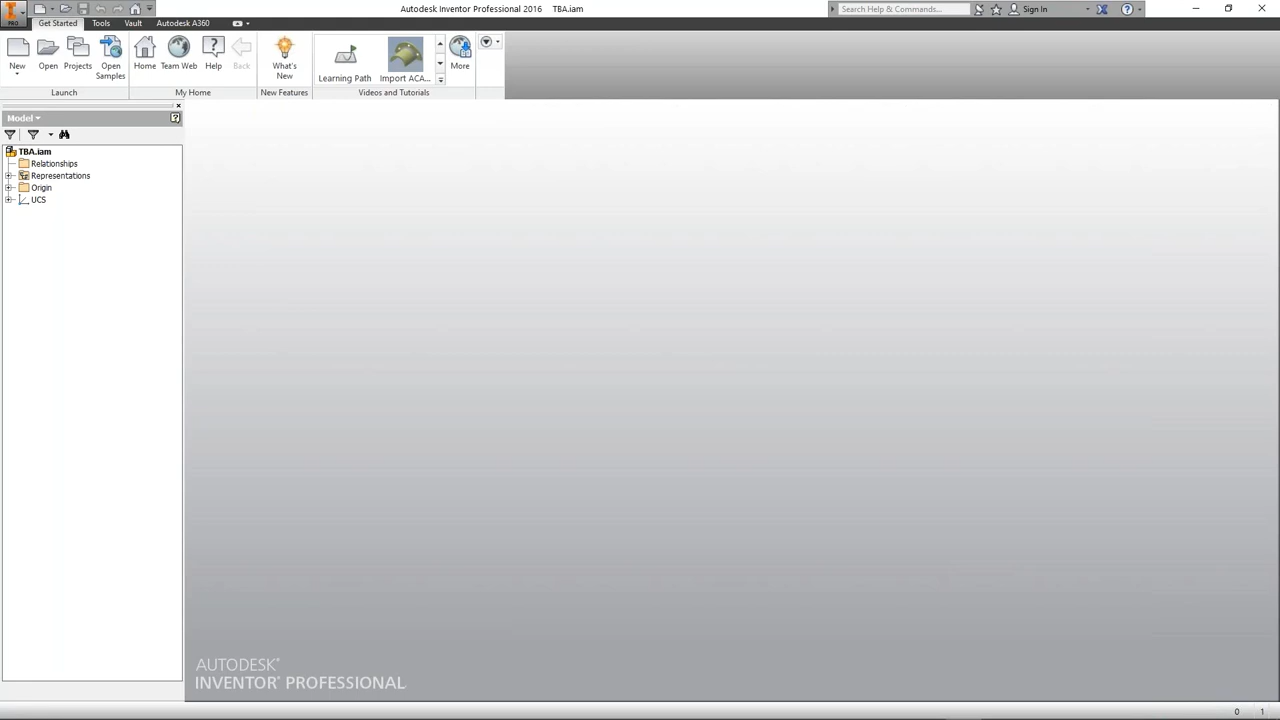 Autodesk Inventor Professional 2016 TBA.iam
Search Help & Commands...
Sign In
PRO
Get Started Tools Vault Autodesk A360
New Open Projects Open Samples
Home Team Web Help Back
What's New
Learning Path Import ACA... More
Launch My Home New Features Videos and Tutorials
Model
TBA.iam
Relationships
Representations
Origin
UCS
AUTODESK®
INVENTOR® PROFESSIONAL
0 1